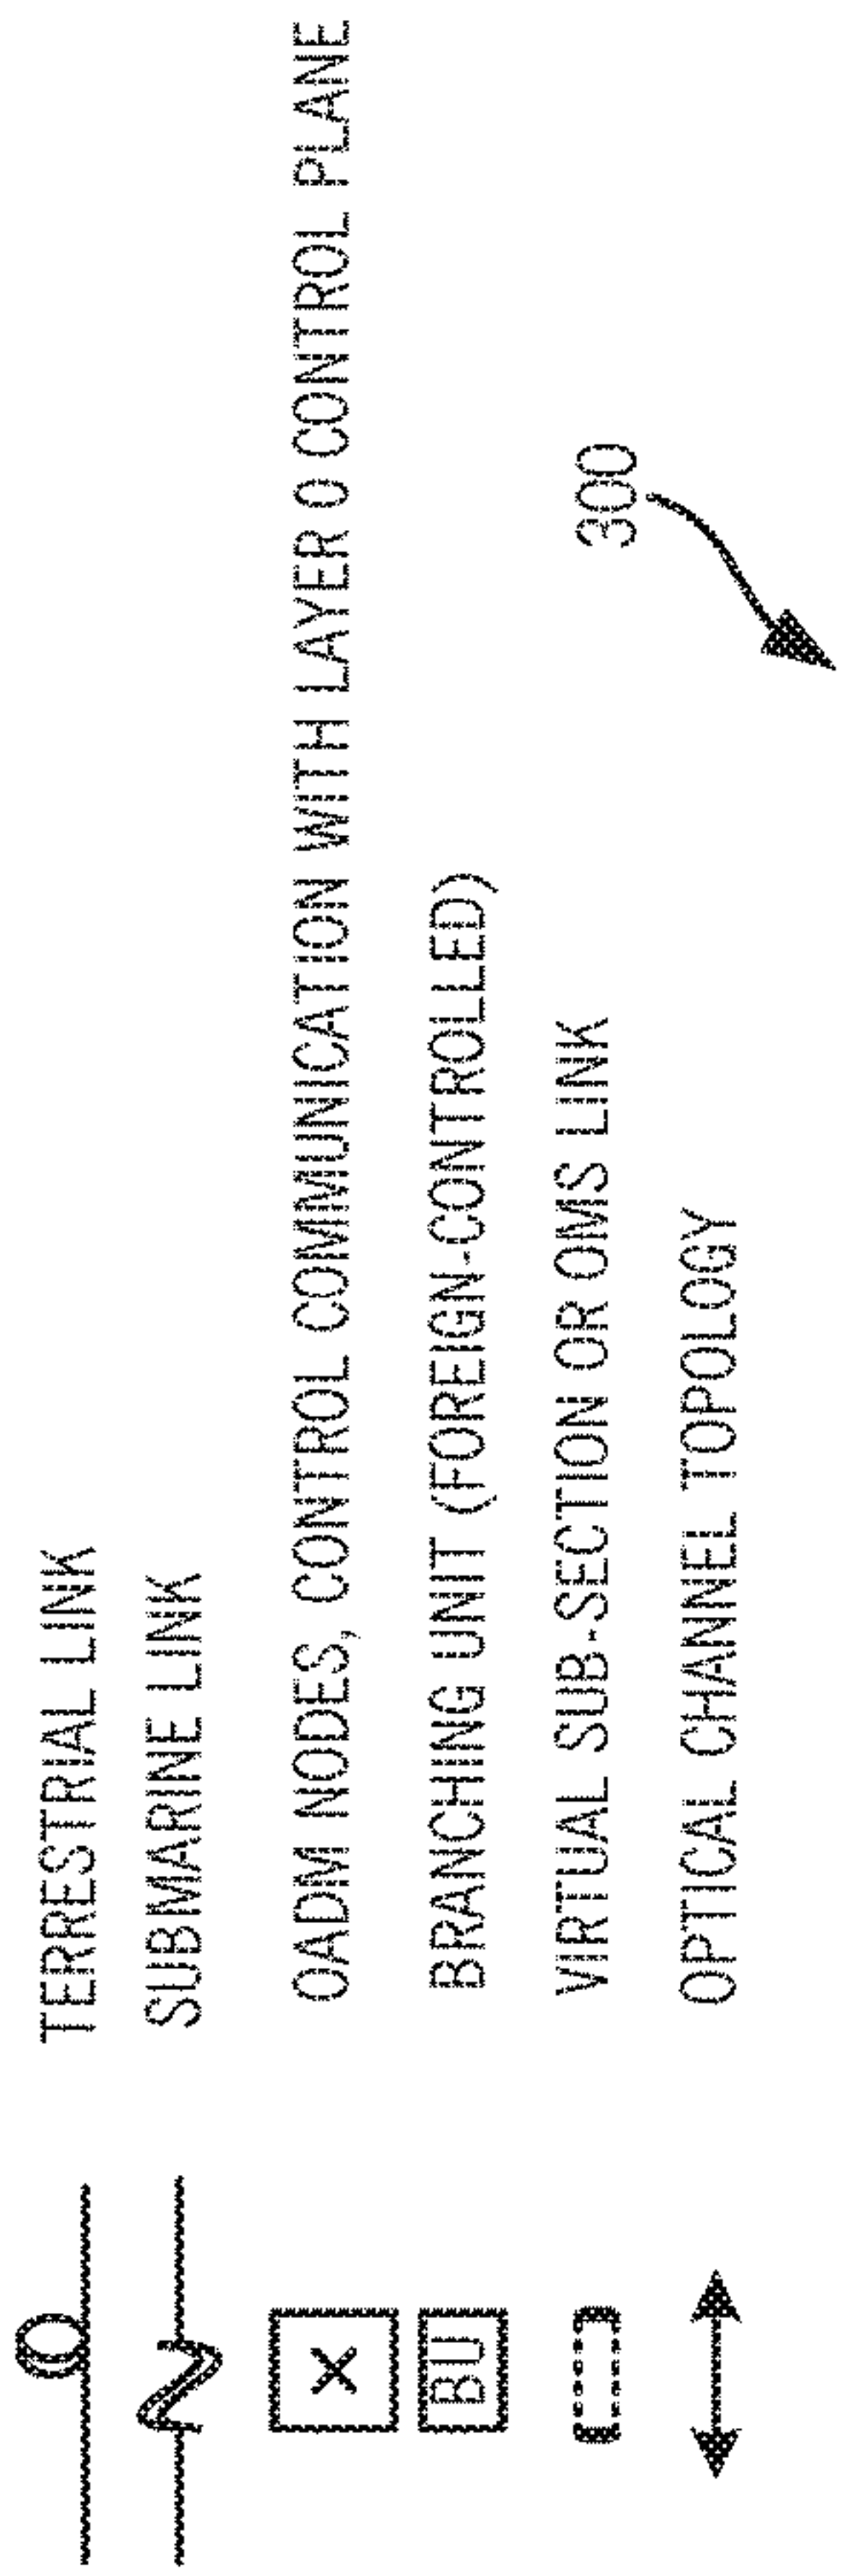 TERRESTRIAL LINK
SUBMARINE LINK
X OADM NODES, CONTROL COMMUNICATION WITH LAYER 0 CONTROL PLANE
BU BRANCHING UNIT (FOREIGN-CONTROLLED)
VIRTUAL SUB-SECTION OR OMS LINK
OPTICAL CHANNEL TOPOLOGY
300